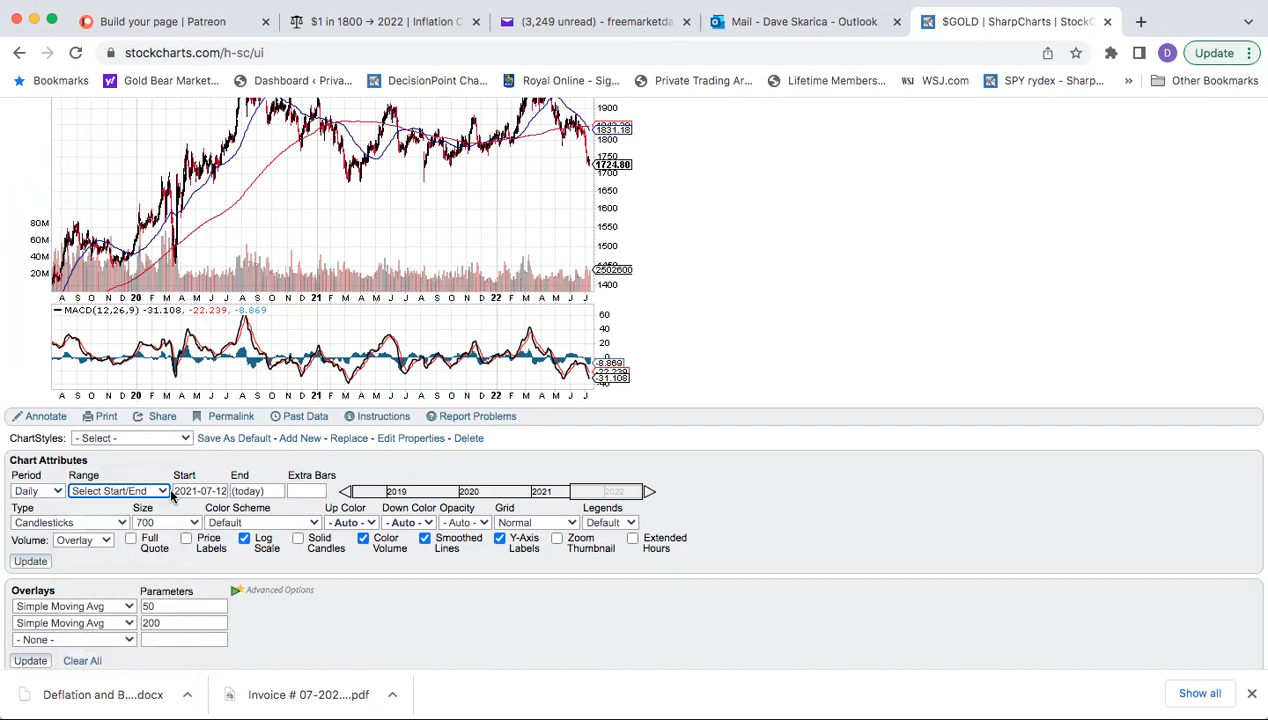 Build your page | Patreon
$1 in 1800 → 2022 | Inflation C
(3,249 unread) - freemarketda
Mail - Dave Skarica - Outlook
$GOLD | SharpCharts | StockC
stockcharts.com/h-sc/ui
D
Update
Bookmarks
Gold Bear Market...
Dashboard ‹ Priva...
DecisionPoint Cha...
Royal Online - Sig...
Private Trading Ar...
Lifetime Members...
WSJ WSJ.com
SPY rydex - Sharp...
»
Other Bookmarks
1900
1831.18
1800
1750
1724.80
1700
1650
1600
1550
1500
2502600
1400
80M
60M
40M
20M
A S O N D 20 F M A M J J A S O N D 21 F M A M J J A S O N D 22 F M A M J J
MACD(12,26,9) -31.108, -22.239, -8.869
60
40
20
-8.869
-31.108
A S O N D 20 F M A M J J A S O N D 21 F M A M J J A S O N D 22 F M A M J J
Annotate Print Share Permalink Past Data Instructions Report Problems
ChartStyles: - Select - Save As Default - Add New - Replace - Edit Properties - Delete
Chart Attributes
Period Range Start End Extra Bars
Daily Select Start/End 2021-07-12 (today) 2019 2020 2021 2022
Type Size Color Scheme Up Color Down Color Opacity Grid Legends
Candlesticks 700 Default - Auto - - Auto - - Auto - Normal Default
Volume: Overlay Full Quote Price Labels Log Scale Solid Candles Color Volume Smoothed Lines Y-Axis Labels Zoom Thumbnail Extended Hours
Update
Overlays Parameters Advanced Options
Simple Moving Avg 50
Simple Moving Avg 200
- None -
Update Clear All
Deflation and B....docx
Invoice # 07-202....pdf
Show all